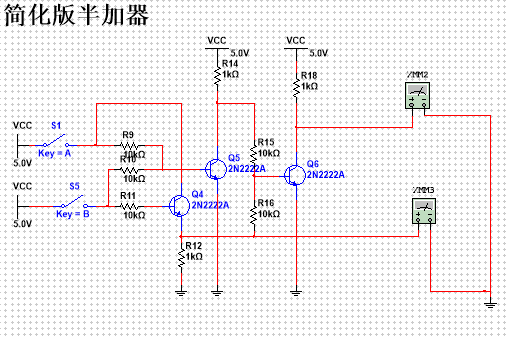 简化版半加器
VCC
5.0V
R14
1kΩ
VCC
5.0V
R18
1kΩ
XMM2
VCC
5.0V
S1
Key = A
R9
10kΩ
R10
10kΩ
R15
10kΩ
Q5
2N2222A
Q6
2N2222A
VCC
5.0V
S5
Key = B
R11
10kΩ
Q4
2N2222A
R16
10kΩ
XMM3
R12
1kΩ